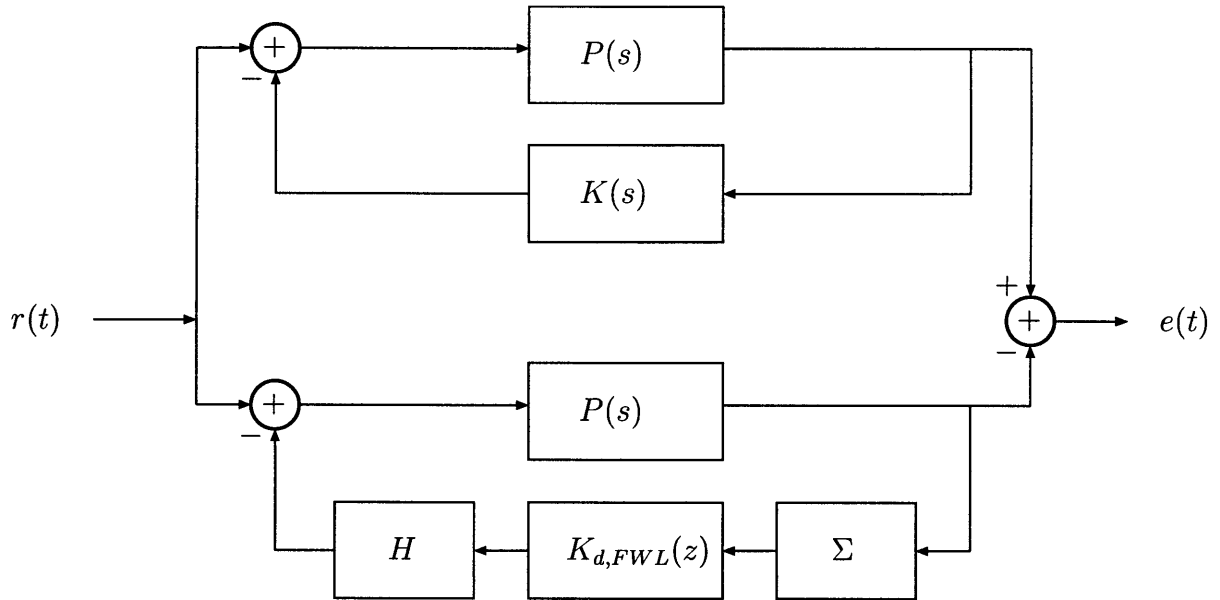 +
−
P(s)
K(s)
r(t)
+
+
−
e(t)
+
−
P(s)
H
K_{d,FWL}(z)
Σ